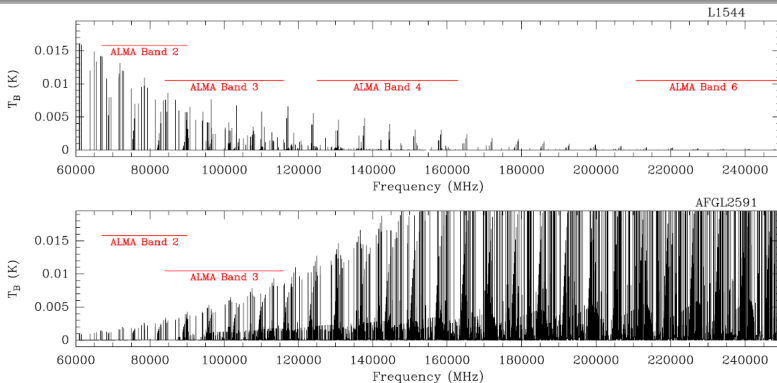 L1544
ALMA Band 2
ALMA Band 3
ALMA Band 4
ALMA Band 6
T_B (K)
0.015
0.01
0.005
0
60000 80000 100000 120000 140000 160000 180000 200000 220000 240000
Frequency (MHz)
AFGL2591
ALMA Band 2
ALMA Band 3
T_B (K)
0.015
0.01
0.005
0
60000 80000 100000 120000 140000 160000 180000 200000 220000 240000
Frequency (MHz)